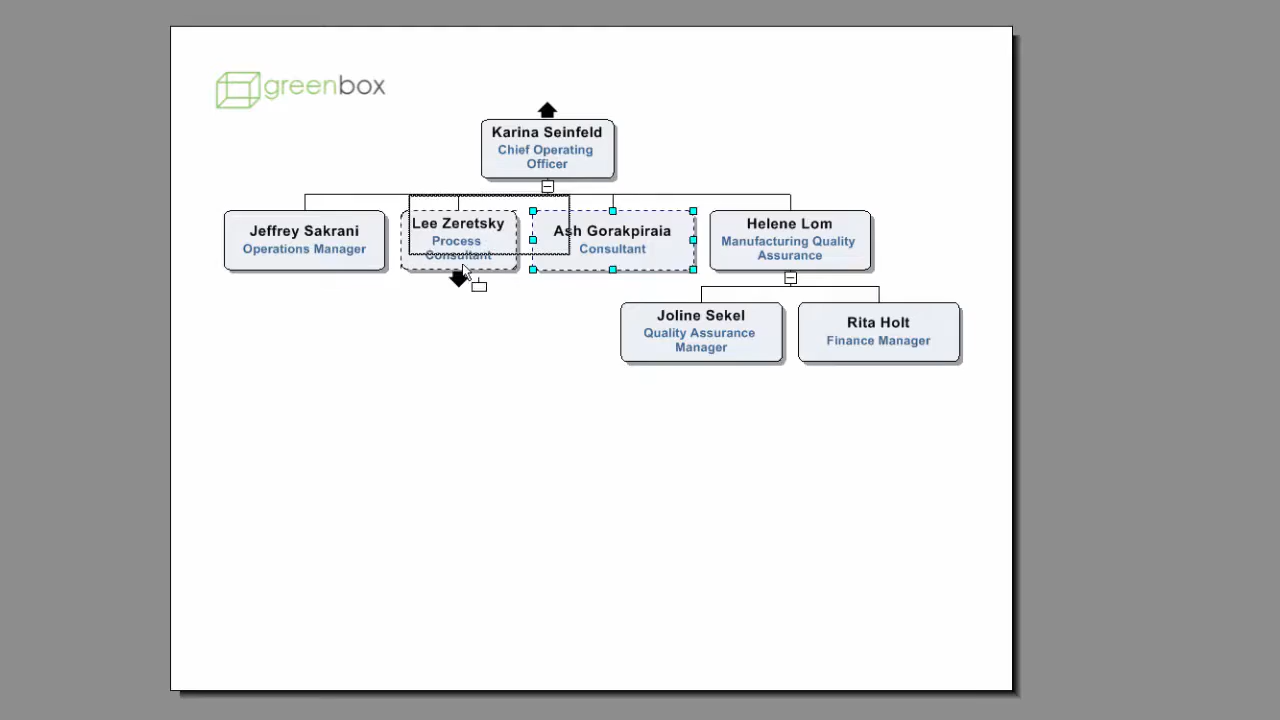 greenbox
Karina Seinfeld
Chief Operating
Officer
Jeffrey Sakrani
Operations Manager
Lee Zeretsky
Process
Consultant
Ash Gorakpiraia
Consultant
Helene Lom
Manufacturing Quality
Assurance
Joline Sekel
Quality Assurance
Manager
Rita Holt
Finance Manager